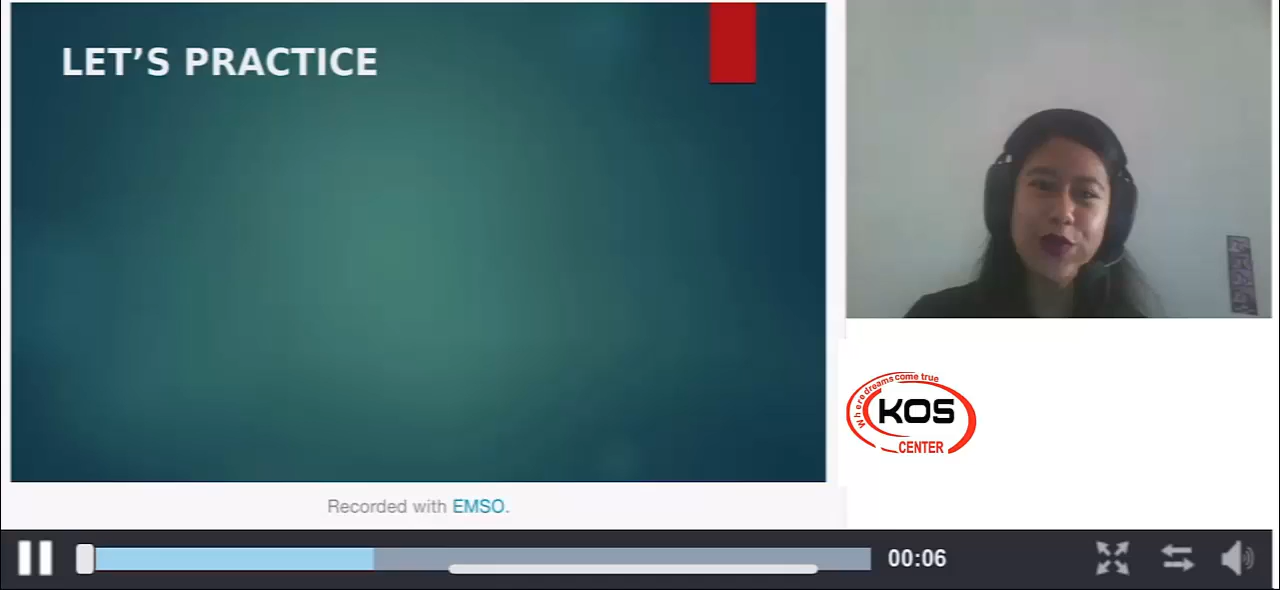 LET'S PRACTICE
Where dreams come true
KOS
CENTER
Recorded with EMSO.
00:06